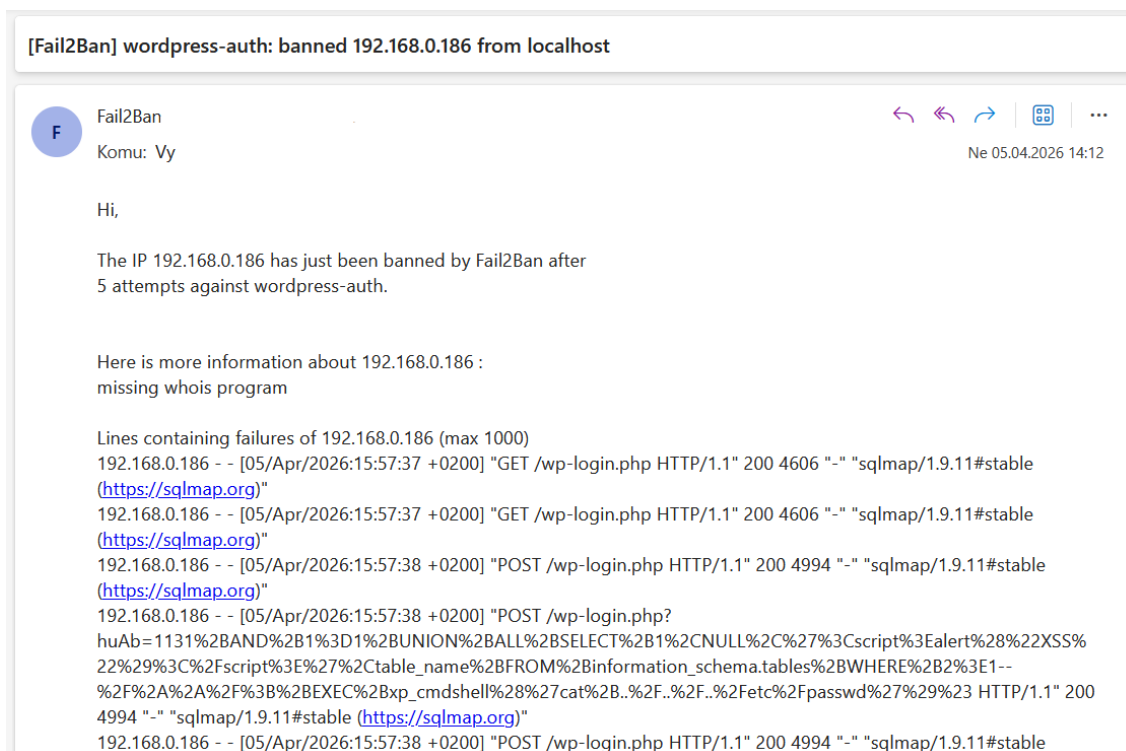 [Fail2Ban] wordpress-auth: banned 192.168.0.186 from localhost
F
Fail2Ban
Komu: Vy
Ne 05.04.2026 14:12
Hi,
The IP 192.168.0.186 has just been banned by Fail2Ban after
5 attempts against wordpress-auth.
Here is more information about 192.168.0.186 :
missing whois program
Lines containing failures of 192.168.0.186 (max 1000)
192.168.0.186 - - [05/Apr/2026:15:57:37 +0200] "GET /wp-login.php HTTP/1.1" 200 4606 "-" "sqlmap/1.9.11#stable
(https://sqlmap.org)"
192.168.0.186 - - [05/Apr/2026:15:57:37 +0200] "GET /wp-login.php HTTP/1.1" 200 4606 "-" "sqlmap/1.9.11#stable
(https://sqlmap.org)"
192.168.0.186 - - [05/Apr/2026:15:57:38 +0200] "POST /wp-login.php HTTP/1.1" 200 4994 "-" "sqlmap/1.9.11#stable
(https://sqlmap.org)"
192.168.0.186 - - [05/Apr/2026:15:57:38 +0200] "POST /wp-login.php?
huAb=1131%2BAND%2B1%3D1%2BUNION%2BALL%2BSELECT%2B1%2CNULL%2C%27%3Cscript%3Ealert%28%22XSS%
22%29%3C%2Fscript%3E%27%2Ctable_name%2BFROM%2Binformation_schema.tables%2BWHERE%2B2%3E1--
%2F%2A%2A%2F%3B%2BEXEC%2Bxp_cmdshell%28%27cat%2B..%2F..%2F..%2Fetc%2Fpasswd%27%29%23 HTTP/1.1" 200
4994 "-" "sqlmap/1.9.11#stable (https://sqlmap.org)"
192.168.0.186 - - [05/Apr/2026:15:57:38 +0200] "POST /wp-login.php HTTP/1.1" 200 4994 "-" "sqlmap/1.9.11#stable